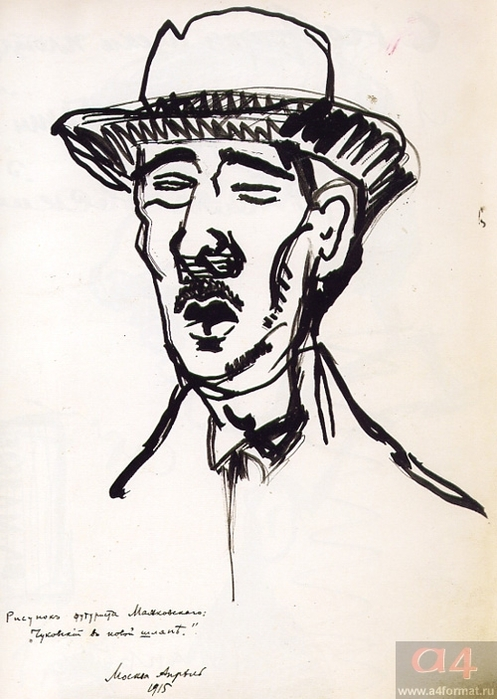 Рисунокъ футуриста Маяковскаго:
"Чуковскій въ новой шляпѣ."
Москва Апрѣль
1915
a4
www.a4format.ru